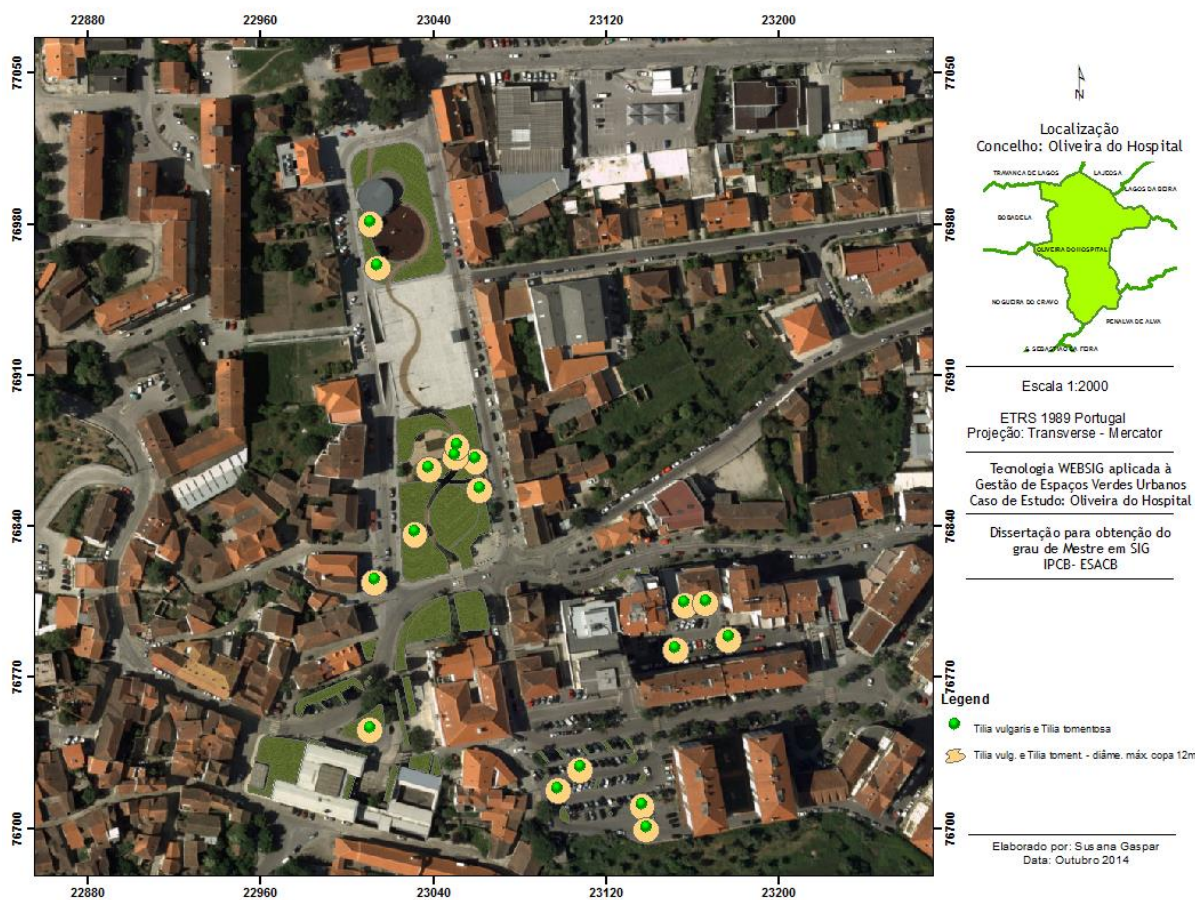 22880 22960 23040 23120 23200
77050 77050
76980 76980
76910 76910
76840 76840
76770 76770
76700 76700
22880 22960 23040 23120 23200
N
Localização
Concelho: Oliveira do Hospital
TRAVANCA DE LAGOS
LAJEOSA
LAGOS DA BEIRA
BOBADELA
OLIVEIRA DO HOSPITAL
NOGUEIRA DO CRAVO
PENALVA DE ALVA
S. SEBASTIAO DA FEIRA
Escala 1:2000
ETRS 1989 Portugal
Projeção: Transverse - Mercator
Tecnologia WEBSIG aplicada à
Gestão de Espaços Verdes Urbanos
Caso de Estudo: Oliveira do Hospital
Dissertação para obtenção do
grau de Mestre em SIG
IPCB- ESACB
Legend
Tilia vulgaris e Tilia tomentosa
Tilia vulg. e Tilia toment. - diâme. máx. copa 12m
Elaborado por: Susana Gaspar
Data: Outubro 2014